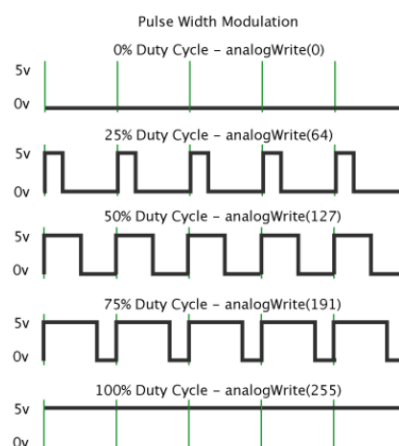 Pulse Width Modulation
0% Duty Cycle – analogWrite(0)
5v
0v
25% Duty Cycle – analogWrite(64)
5v
0v
50% Duty Cycle – analogWrite(127)
5v
0v
75% Duty Cycle – analogWrite(191)
5v
0v
100% Duty Cycle – analogWrite(255)
5v
0v